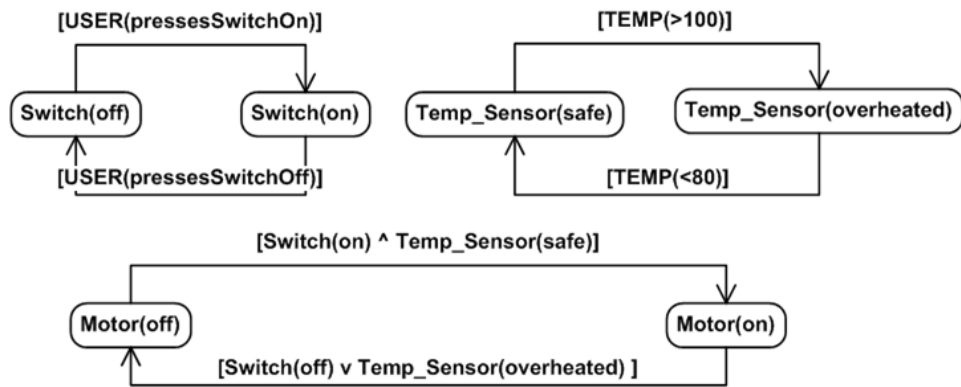 [USER(pressesSwitchOn)]
[TEMP(>100)]
Switch(off)
Switch(on)
Temp_Sensor(safe)
Temp_Sensor(overheated)
[USER(pressesSwitchOff)]
[TEMP(<80)]
[Switch(on) ^ Temp_Sensor(safe)]
Motor(off)
Motor(on)
[Switch(off) v Temp_Sensor(overheated) ]